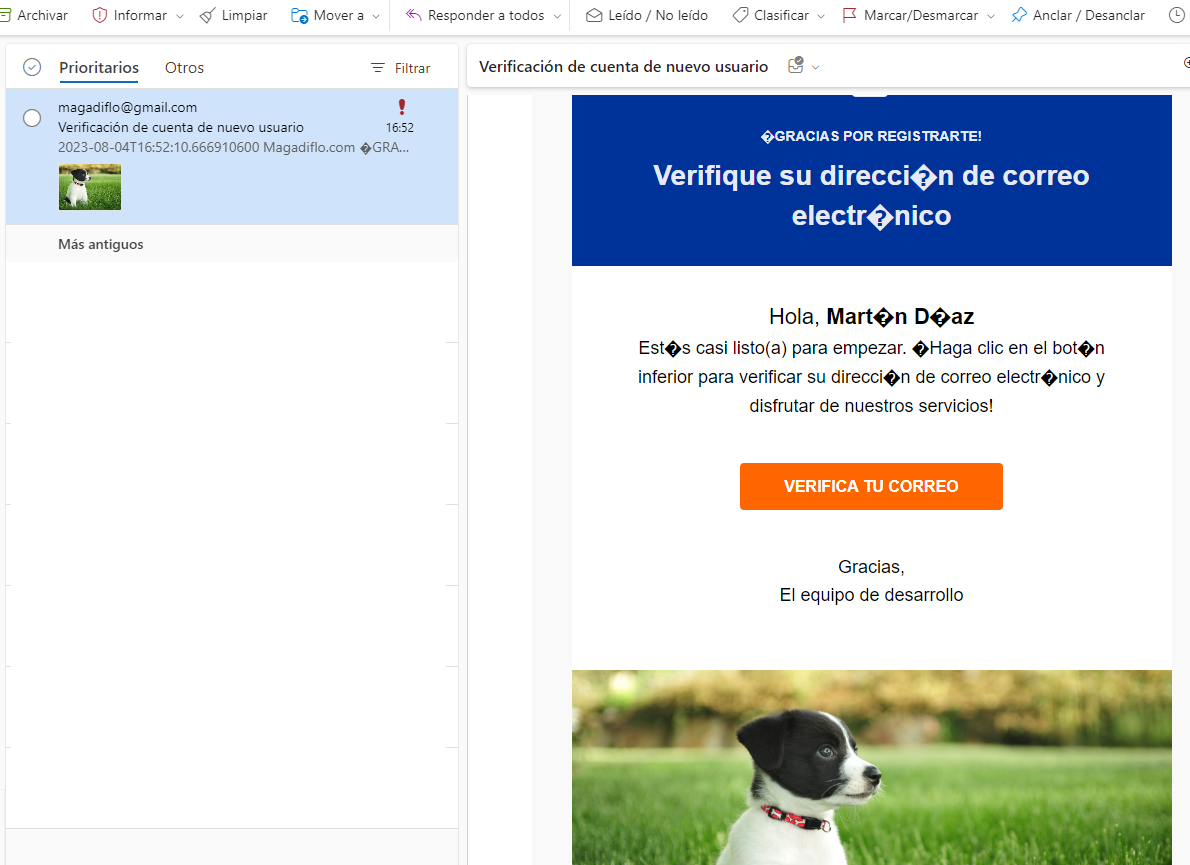 Archivar
Informar
Limpiar
Mover a
Responder a todos
Leído / No leído
Clasificar
Marcar/Desmarcar
Anclar / Desanclar
Prioritarios
Otros
Filtrar
magadiflo@gmail.com
Verificación de cuenta de nuevo usuario
16:52
2023-08-04T16:52:10.666910600 Magadiflo.com �GRA...
Más antiguos
Verificación de cuenta de nuevo usuario
�GRACIAS POR REGISTRARTE!
Verifique su direcci�n de correo
electr�nico
Hola, Mart�n D�az
Est�s casi listo(a) para empezar. �Haga clic en el bot�n
inferior para verificar su direcci�n de correo electr�nico y
disfrutar de nuestros servicios!
VERIFICA TU CORREO
Gracias,
El equipo de desarrollo